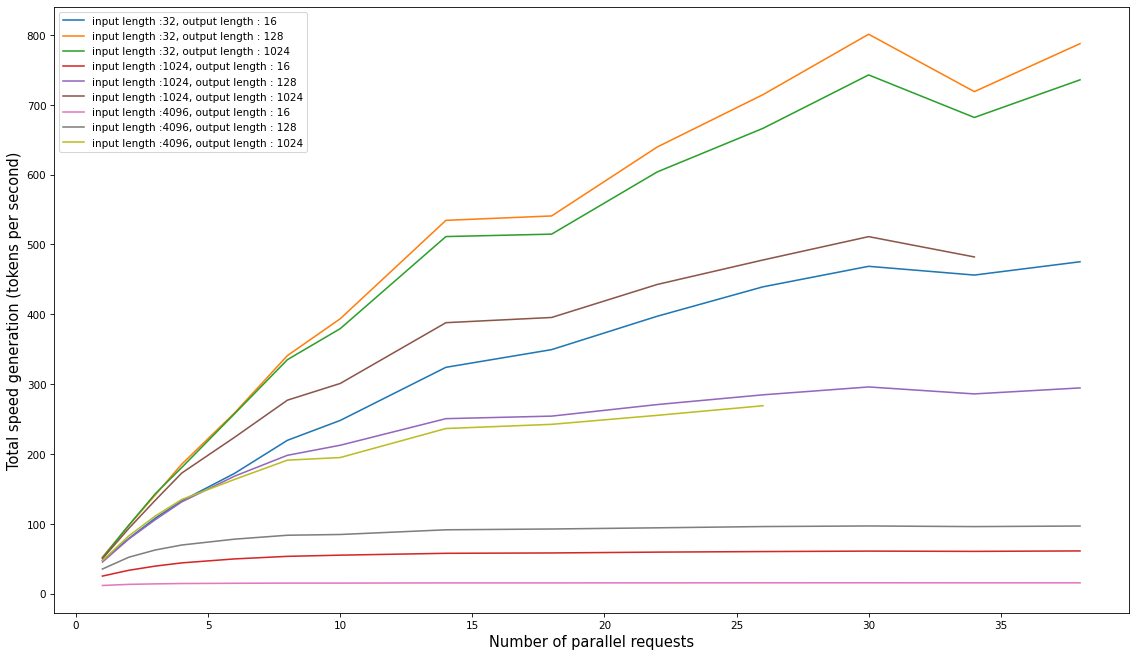 input length :32, output length : 16
input length :32, output length : 128
input length :32, output length : 1024
input length :1024, output length : 16
input length :1024, output length : 128
input length :1024, output length : 1024
input length :4096, output length : 16
input length :4096, output length : 128
input length :4096, output length : 1024
Total speed generation (tokens per second)
800
700
600
500
400
300
200
100
0
0 5 10 15 20 25 30 35
Number of parallel requests